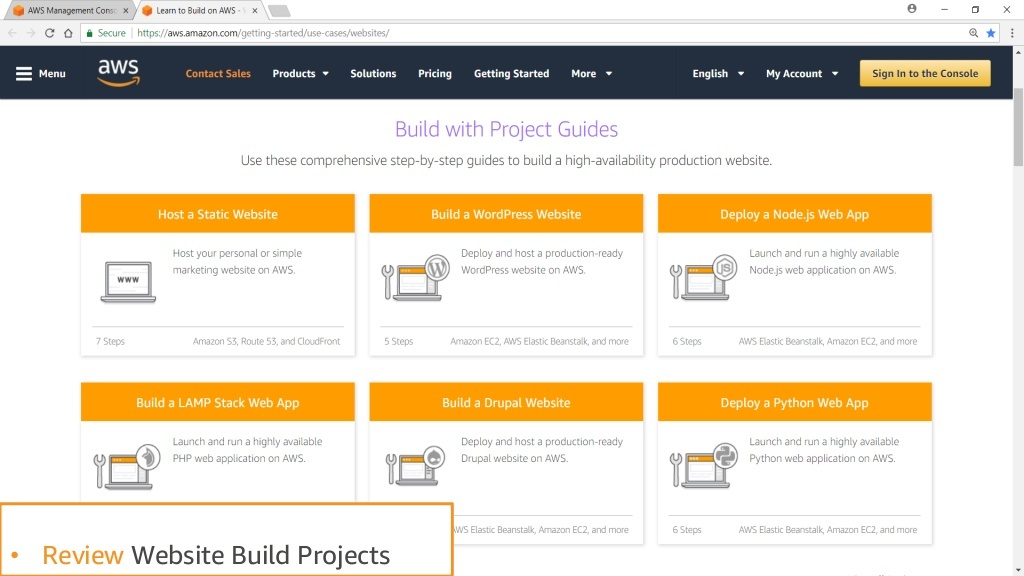 AWS Management Conso
Learn to Build on AWS -
Secure
https://aws.amazon.com/getting-started/use-cases/websites/
Menu
aws
Contact Sales
Products
Solutions
Pricing
Getting Started
More
English
My Account
Sign In to the Console
Build with Project Guides
Use these comprehensive step-by-step guides to build a high-availability production website.
Host a Static Website
WWW
Host your personal or simple
marketing website on AWS.
7 Steps
Amazon S3, Route 53, and CloudFront
Build a WordPress Website
Deploy and host a production-ready
WordPress website on AWS.
5 Steps
Amazon EC2, AWS Elastic Beanstalk, and more
Deploy a Node.js Web App
JS
Launch and run a highly available
Node.js web application on AWS.
6 Steps
AWS Elastic Beanstalk, Amazon EC2, and more
Build a LAMP Stack Web App
Launch and run a highly available
PHP web application on AWS.
Build a Drupal Website
Deploy and host a production-ready
Drupal website on AWS.
AWS Elastic Beanstalk, Amazon EC2, and more
Deploy a Python Web App
Launch and run a highly available
Python web application on AWS.
6 Steps
AWS Elastic Beanstalk, Amazon EC2, and more
• Review Website Build Projects